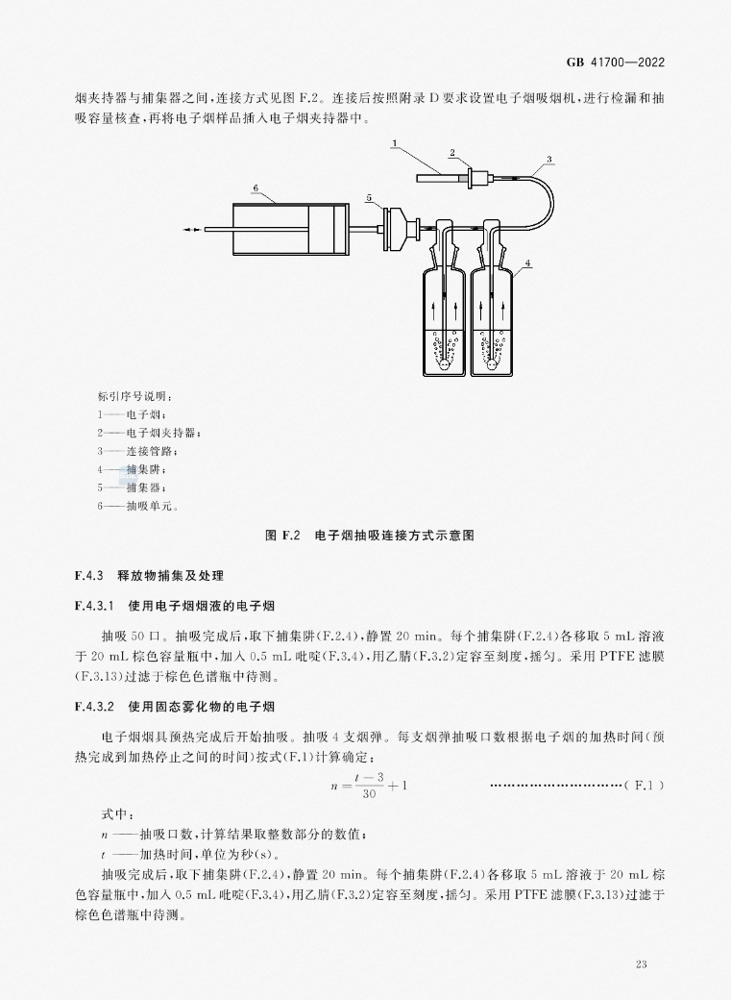 GB 41700—2022
烟夹持器与捕集器之间,连接方式见图 F.2。连接后按照附录 D 要求设置电子烟吸烟机,进行检漏和抽
吸容量核查,再将电子烟样品插入电子烟夹持器中。
1
2
3
6
5
4
标引序号说明:
1——电子烟;
2——电子烟夹持器;
3——连接管路;
4——捕集阱;
5——捕集器;
6——抽吸单元。
图 F.2 电子烟抽吸连接方式示意图
F.4.3 释放物捕集及处理
F.4.3.1 使用电子烟烟液的电子烟
抽吸 50 口。抽吸完成后,取下捕集阱(F.2.4),静置 20 min。每个捕集阱(F.2.4)各移取 5 mL 溶液
于 20 mL 棕色容量瓶中,加入 0.5 mL 吡啶(F.3.4),用乙腈(F.3.2)定容至刻度,摇匀。采用 PTFE 滤膜
(F.3.13)过滤于棕色色谱瓶中待测。
F.4.3.2 使用固态雾化物的电子烟
电子烟烟具预热完成后开始抽吸。抽吸 4 支烟弹。每支烟弹抽吸口数根据电子烟的加热时间(预
热完成到加热停止之间的时间)按式(F.1)计算确定:
n = (t − 3)/30 + 1 ……………………( F.1 )
式中:
n ——抽吸口数,计算结果取整数部分的数值;
t ——加热时间,单位为秒(s)。
抽吸完成后,取下捕集阱(F.2.4),静置 20 min。每个捕集阱(F.2.4)各移取 5 mL 溶液于 20 mL 棕
色容量瓶中,加入 0.5 mL 吡啶(F.3.4),用乙腈(F.3.2)定容至刻度,摇匀。采用 PTFE 滤膜(F.3.13)过滤于
棕色色谱瓶中待测。
23